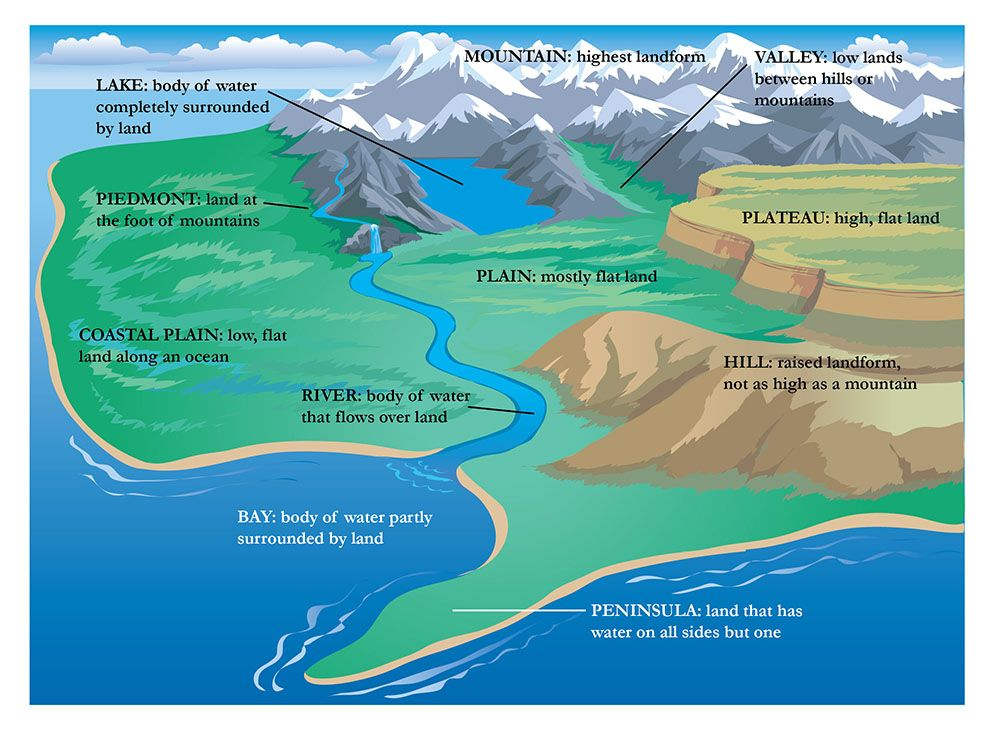 MOUNTAIN: highest landform
VALLEY: low lands
between hills or
mountains
LAKE: body of water
completely surrounded
by land
PIEDMONT: land at
the foot of mountains
PLATEAU: high, flat land
PLAIN: mostly flat land
COASTAL PLAIN: low, flat
land along an ocean
HILL: raised landform,
not as high as a mountain
RIVER: body of water
that flows over land
BAY: body of water partly
surrounded by land
PENINSULA: land that has
water on all sides but one